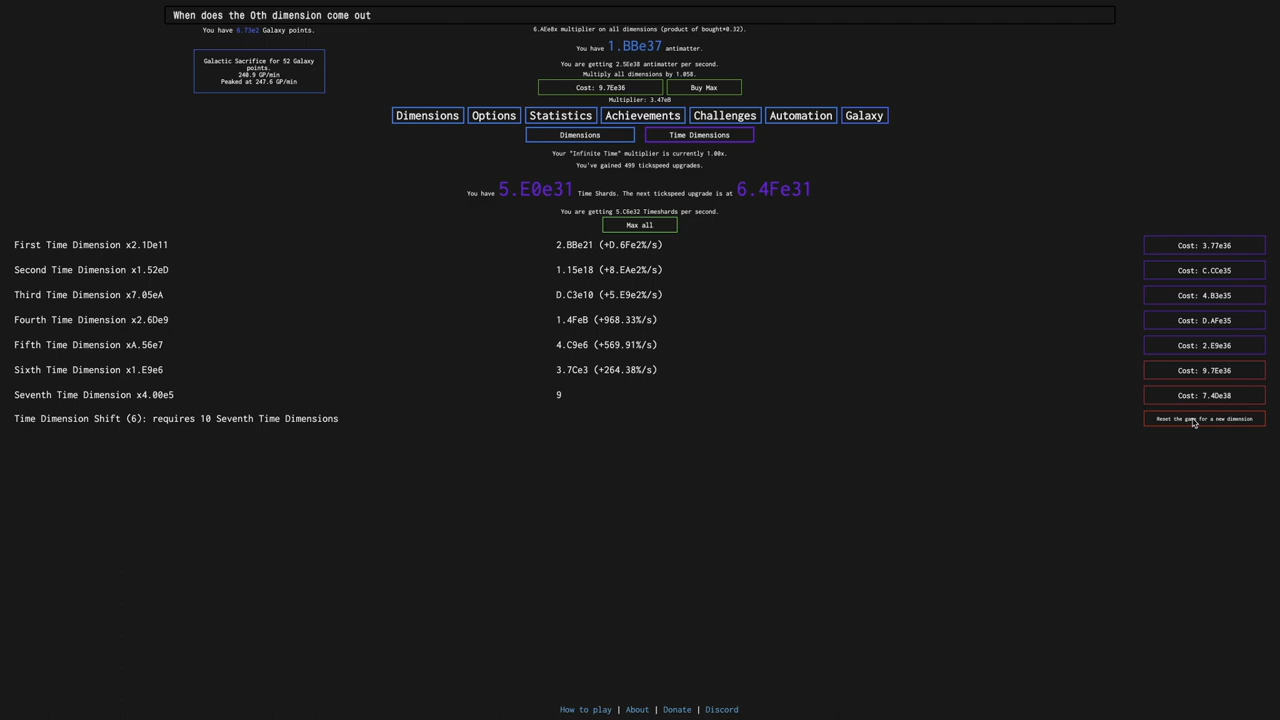 When does the 0th dimension come out
You have 6.73e2 Galaxy points.
Galactic Sacrifice for 52 Galaxy
points.
240.9 GP/min
Peaked at 247.6 GP/min
6.AEe8x multiplier on all dimensions (product of bought*0.32).
You have 1.BBe37 antimatter.
You are getting 2.5Ee38 antimatter per second.
Multiply all dimensions by 1.058.
Cost: 9.7Ee36
Buy Max
Multiplier: 3.47eB
Dimensions
Options
Statistics
Achievements
Challenges
Automation
Galaxy
Dimensions
Time Dimensions
Your "Infinite Time" multiplier is currently 1.00x.
You've gained 499 tickspeed upgrades.
You have 5.E0e31 Time Shards. The next tickspeed upgrade is at 6.4Fe31
You are getting 5.C6e32 Timeshards per second.
Max all
First Time Dimension x2.1De11 2.BBe21 (+D.6Fe2%/s) Cost: 3.77e36
Second Time Dimension x1.52eD 1.15e18 (+8.EAe2%/s) Cost: C.CCe35
Third Time Dimension x7.05eA D.C3e10 (+5.E9e2%/s) Cost: 4.B3e35
Fourth Time Dimension x2.6De9 1.4FeB (+968.33%/s) Cost: D.AFe35
Fifth Time Dimension xA.56e7 4.C9e6 (+569.91%/s) Cost: 2.E9e36
Sixth Time Dimension x1.E9e6 3.7Ce3 (+264.38%/s) Cost: 9.7Ee36
Seventh Time Dimension x4.00e5 9 Cost: 7.4De38
Time Dimension Shift (6): requires 10 Seventh Time Dimensions Reset the game for a new dimension
How to play | About | Donate | Discord